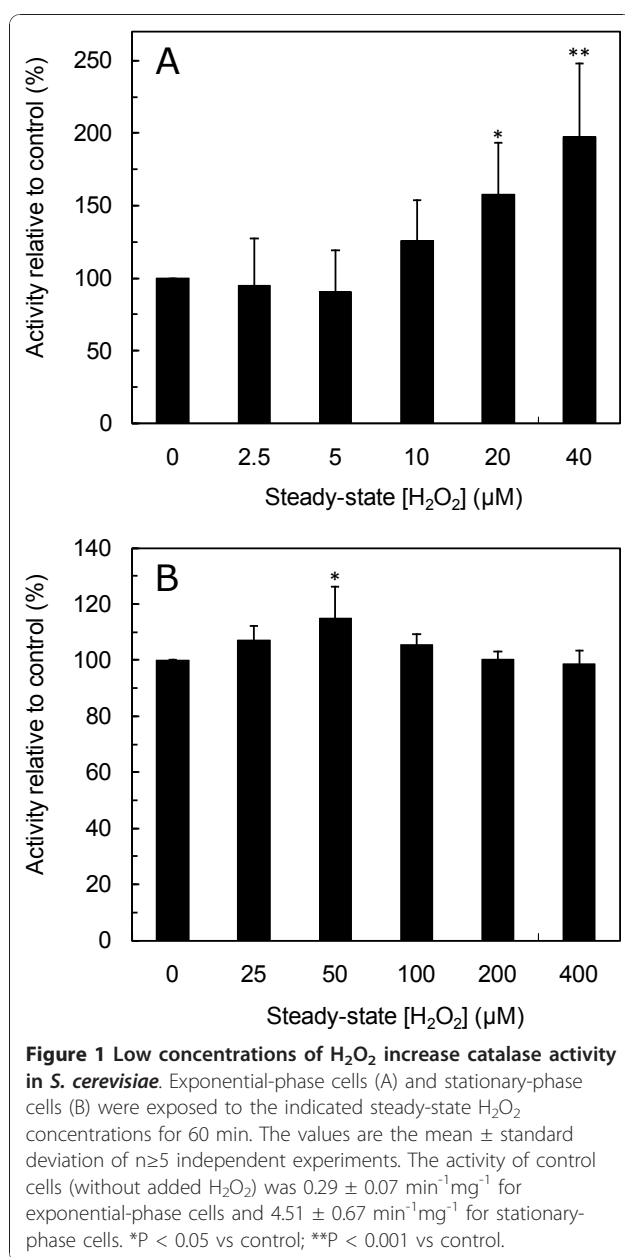 A
Activity relative to control (%)
250
200
150
100
50
0
*
**
0 2.5 5 10 20 40
Steady-state [H₂O₂] (µM)
B
Activity relative to control (%)
140
120
100
80
60
40
20
0
*
0 25 50 100 200 400
Steady-state [H₂O₂] (µM)
Figure 1 Low concentrations of H₂O₂ increase catalase activity
in S. cerevisiae. Exponential-phase cells (A) and stationary-phase
cells (B) were exposed to the indicated steady-state H₂O₂
concentrations for 60 min. The values are the mean ± standard
deviation of n≥5 independent experiments. The activity of control
cells (without added H₂O₂) was 0.29 ± 0.07 min⁻¹mg⁻¹ for
exponential-phase cells and 4.51 ± 0.67 min⁻¹mg⁻¹ for stationary-
phase cells. *P < 0.05 vs control; **P < 0.001 vs control.